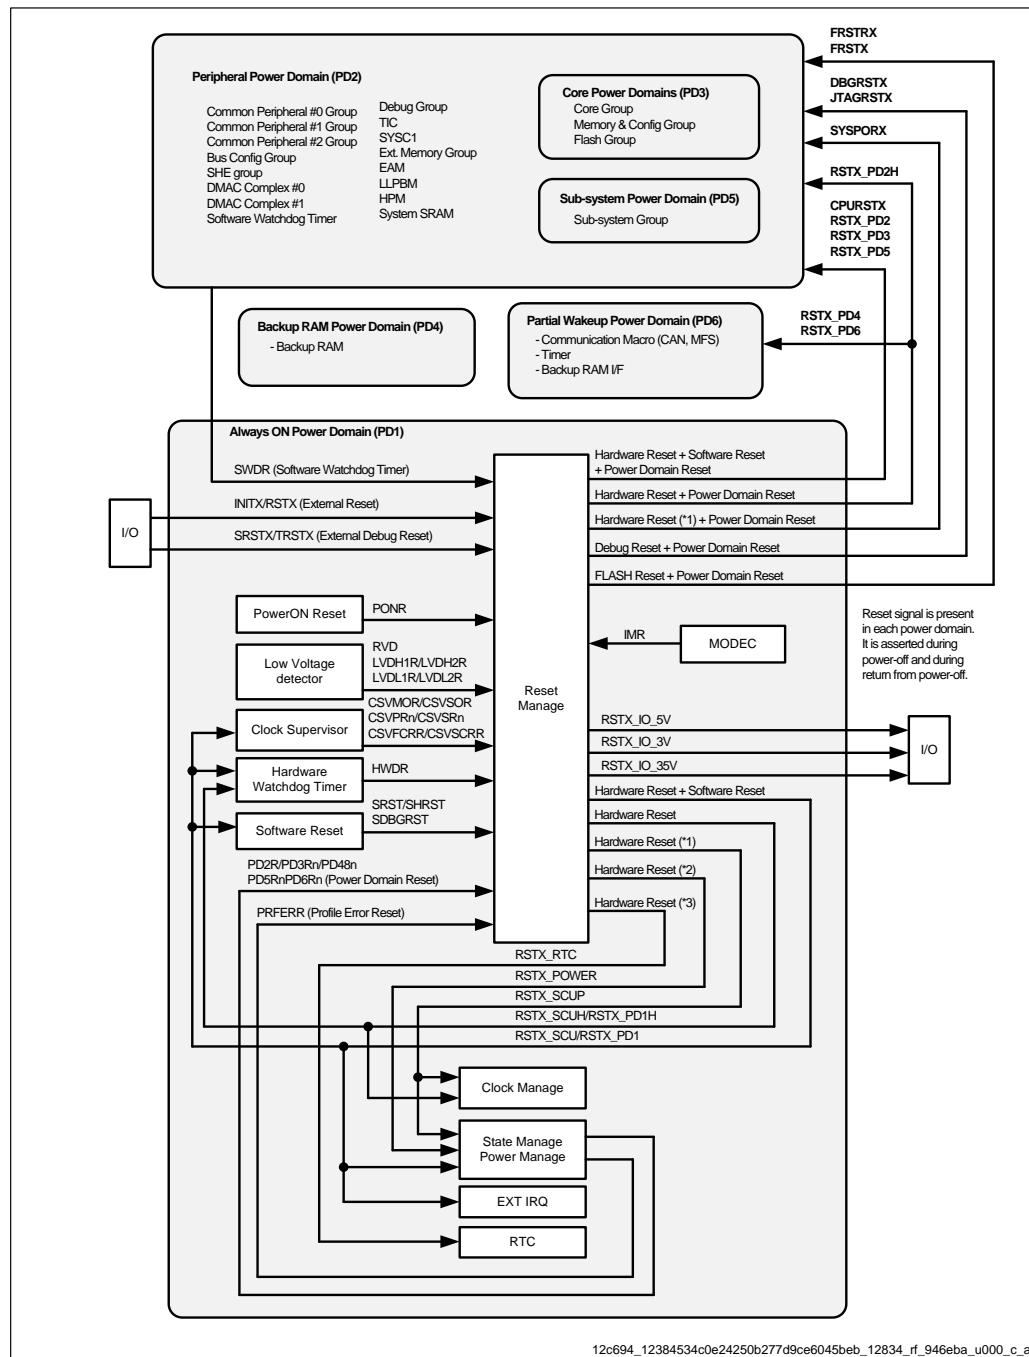 FRSTRX
FRSTX
Peripheral Power Domain (PD2)
Common Peripheral #0 Group
Common Peripheral #1 Group
Common Peripheral #2 Group
Bus Config Group
SHE group
DMAC Complex #0
DMAC Complex #1
Software Watchdog Timer
Debug Group
TIC
SYSC1
Ext. Memory Group
EAM
LLPBM
HPM
System SRAM
Core Power Domains (PD3)
Core Group
Memory & Config Group
Flash Group
Sub-system Power Domain (PD5)
Sub-system Group
DBGRSTX
JTAGRSTX
SYSPORX
RSTX_PD2H
CPURSTX
RSTX_PD2
RSTX_PD3
RSTX_PD5
Backup RAM Power Domain (PD4)
- Backup RAM
Partial Wakeup Power Domain (PD6)
- Communication Macro (CAN, MFS)
- Timer
- Backup RAM I/F
RSTX_PD4
RSTX_PD6
Always ON Power Domain (PD1)
SWDR (Software Watchdog Timer)
INITX/RSTX (External Reset)
I/O
SRSTX/TRSTX (External Debug Reset)
PowerON Reset
PONR
Low Voltage
detector
RVD
LVDH1R/LVDH2R
LVDL1R/LVDL2R
Clock Supervisor
CSVMOR/CSVSOR
CSVPRn/CSVSRn
CSVFCRR/CSVSCRR
Hardware
Watchdog Timer
HWDR
Software Reset
SRST/SHRST
SDBGRST
PD2R/PD3Rn/PD48n
PD5RnPD6Rn (Power Domain Reset)
PRFERR (Profile Error Reset)
Reset
Manage
Hardware Reset + Software Reset
+ Power Domain Reset
Hardware Reset + Power Domain Reset
Hardware Reset (*1) + Power Domain Reset
Debug Reset + Power Domain Reset
FLASH Reset + Power Domain Reset
IMR
MODEC
Reset signal is present
in each power domain.
It is asserted during
power-off and during
return from power-off.
RSTX_IO_5V
RSTX_IO_3V
RSTX_IO_35V
I/O
Hardware Reset + Software Reset
Hardware Reset
Hardware Reset (*1)
Hardware Reset (*2)
Hardware Reset (*3)
RSTX_RTC
RSTX_POWER
RSTX_SCUP
RSTX_SCUH/RSTX_PD1H
RSTX_SCU/RSTX_PD1
Clock Manage
State Manage
Power Manage
EXT IRQ
RTC
12c694_12384534c0e24250b277d9ce6045beb_12834_rf_946eba_u000_c_a